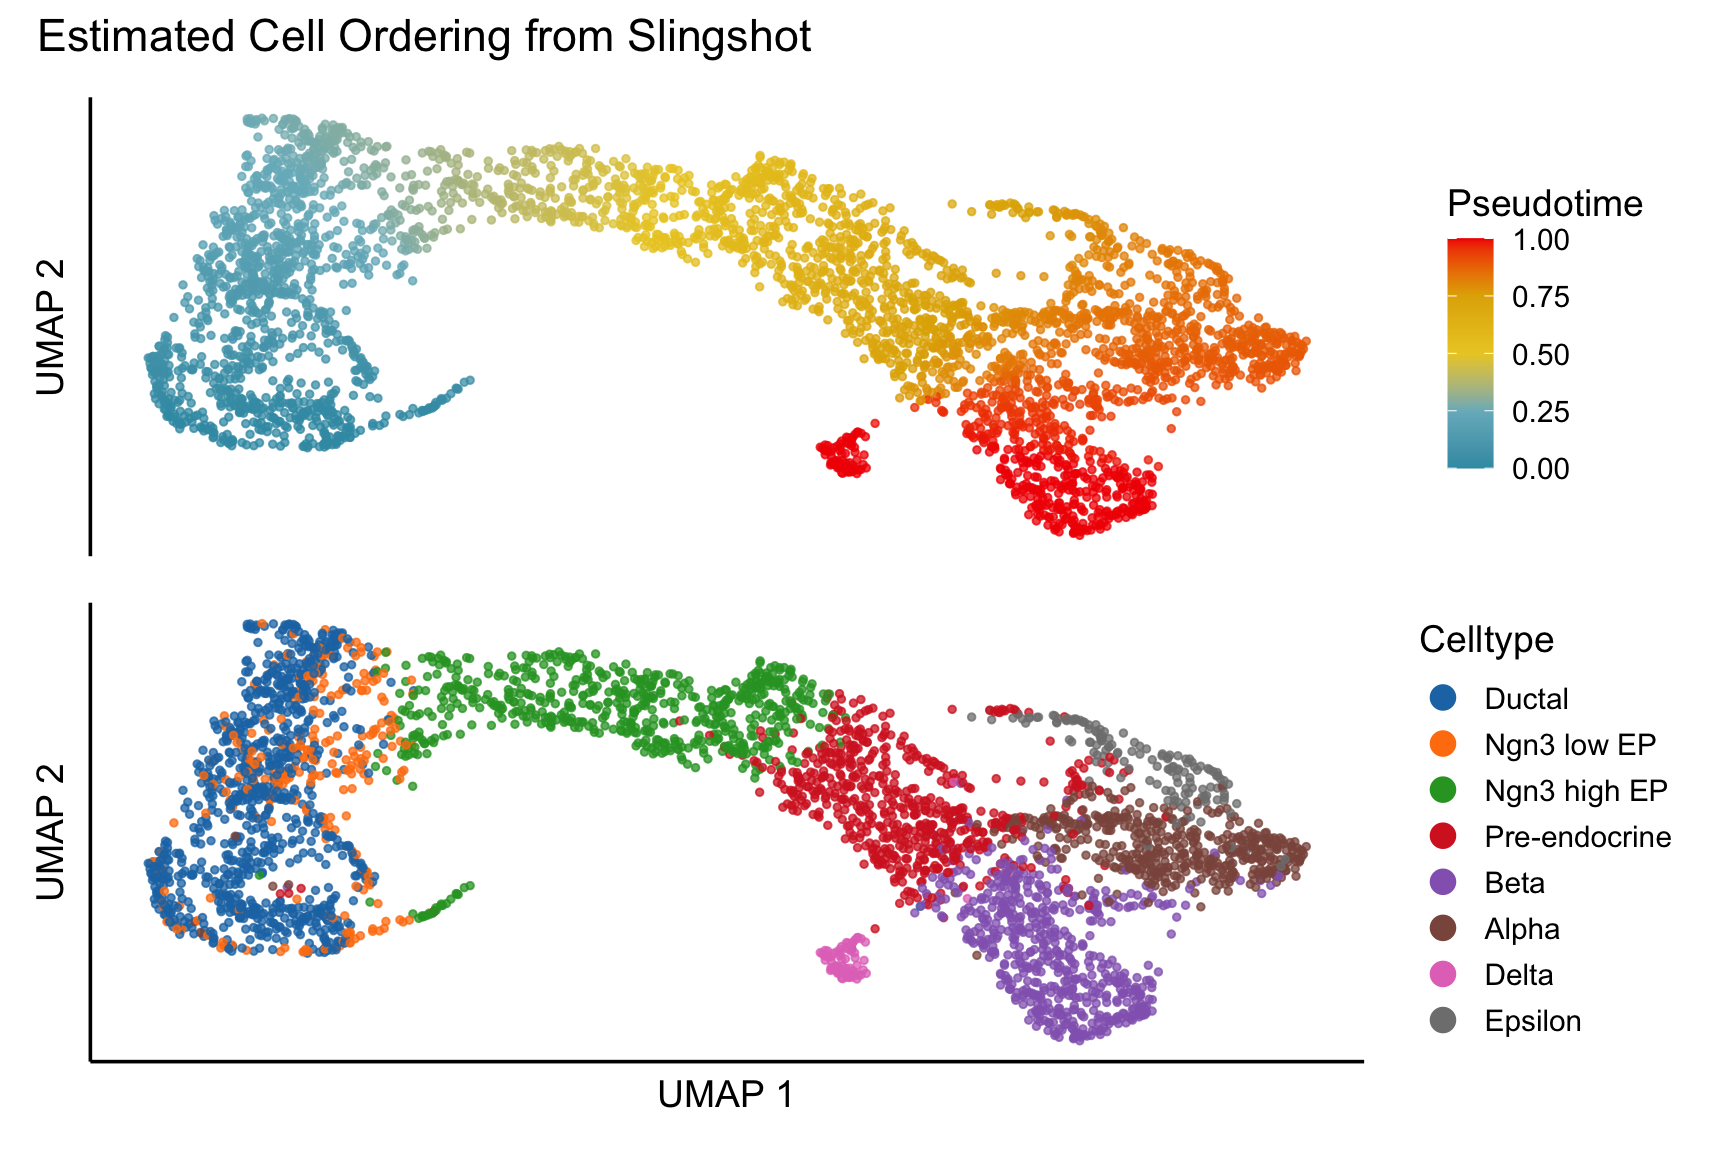 Estimated Cell Ordering from Slingshot
UMAP 2
Pseudotime
1.00
0.75
0.50
0.25
0.00
UMAP 2
Celltype
Ductal
Ngn3 low EP
Ngn3 high EP
Pre-endocrine
Beta
Alpha
Delta
Epsilon
UMAP 1